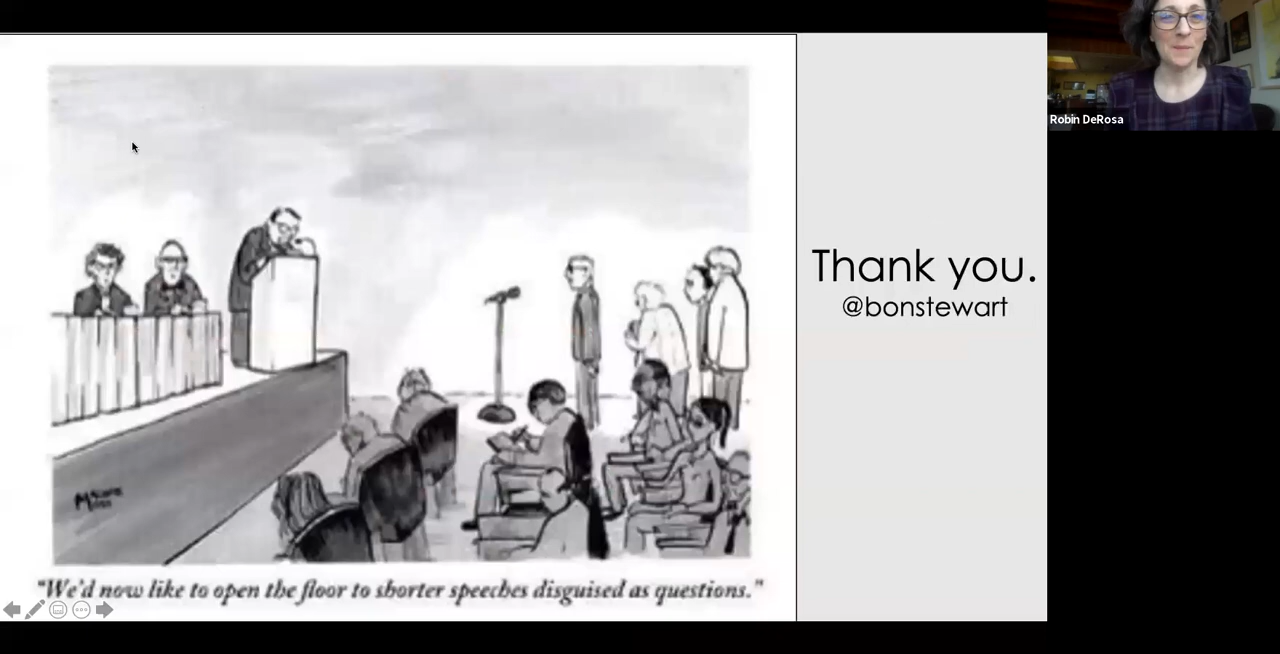 Robin DeRosa
Thank you.
@bonstewart
“We’d now like to open the floor to shorter speeches disguised as questions.”